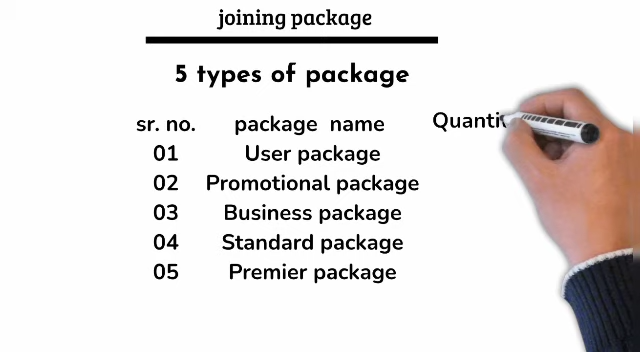 joining package
5 types of package
sr. no. package name
01 User package
02 Promotional package
03 Business package
04 Standard package
05 Premier package